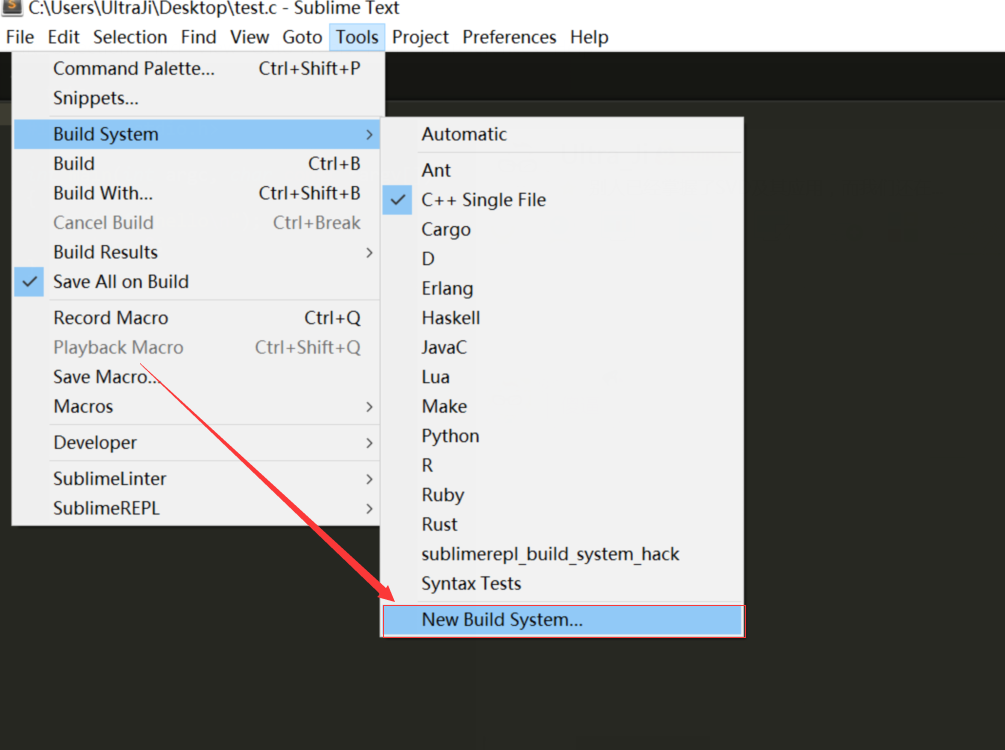 C:\Users\UltraJi\Desktop\test.c - Sublime Text
File Edit Selection Find View Goto Tools Project Preferences Help
Command Palette... Ctrl+Shift+P
Snippets...
Build System
Build Ctrl+B
Build With... Ctrl+Shift+B
Cancel Build Ctrl+Break
Build Results
Save All on Build
Record Macro Ctrl+Q
Playback Macro Ctrl+Shift+Q
Save Macro...
Macros
Developer
SublimeLinter
SublimeREPL
Automatic
Ant
C++ Single File
Cargo
D
Erlang
Haskell
JavaC
Lua
Make
Python
R
Ruby
Rust
sublimerepl_build_system_hack
Syntax Tests
New Build System...